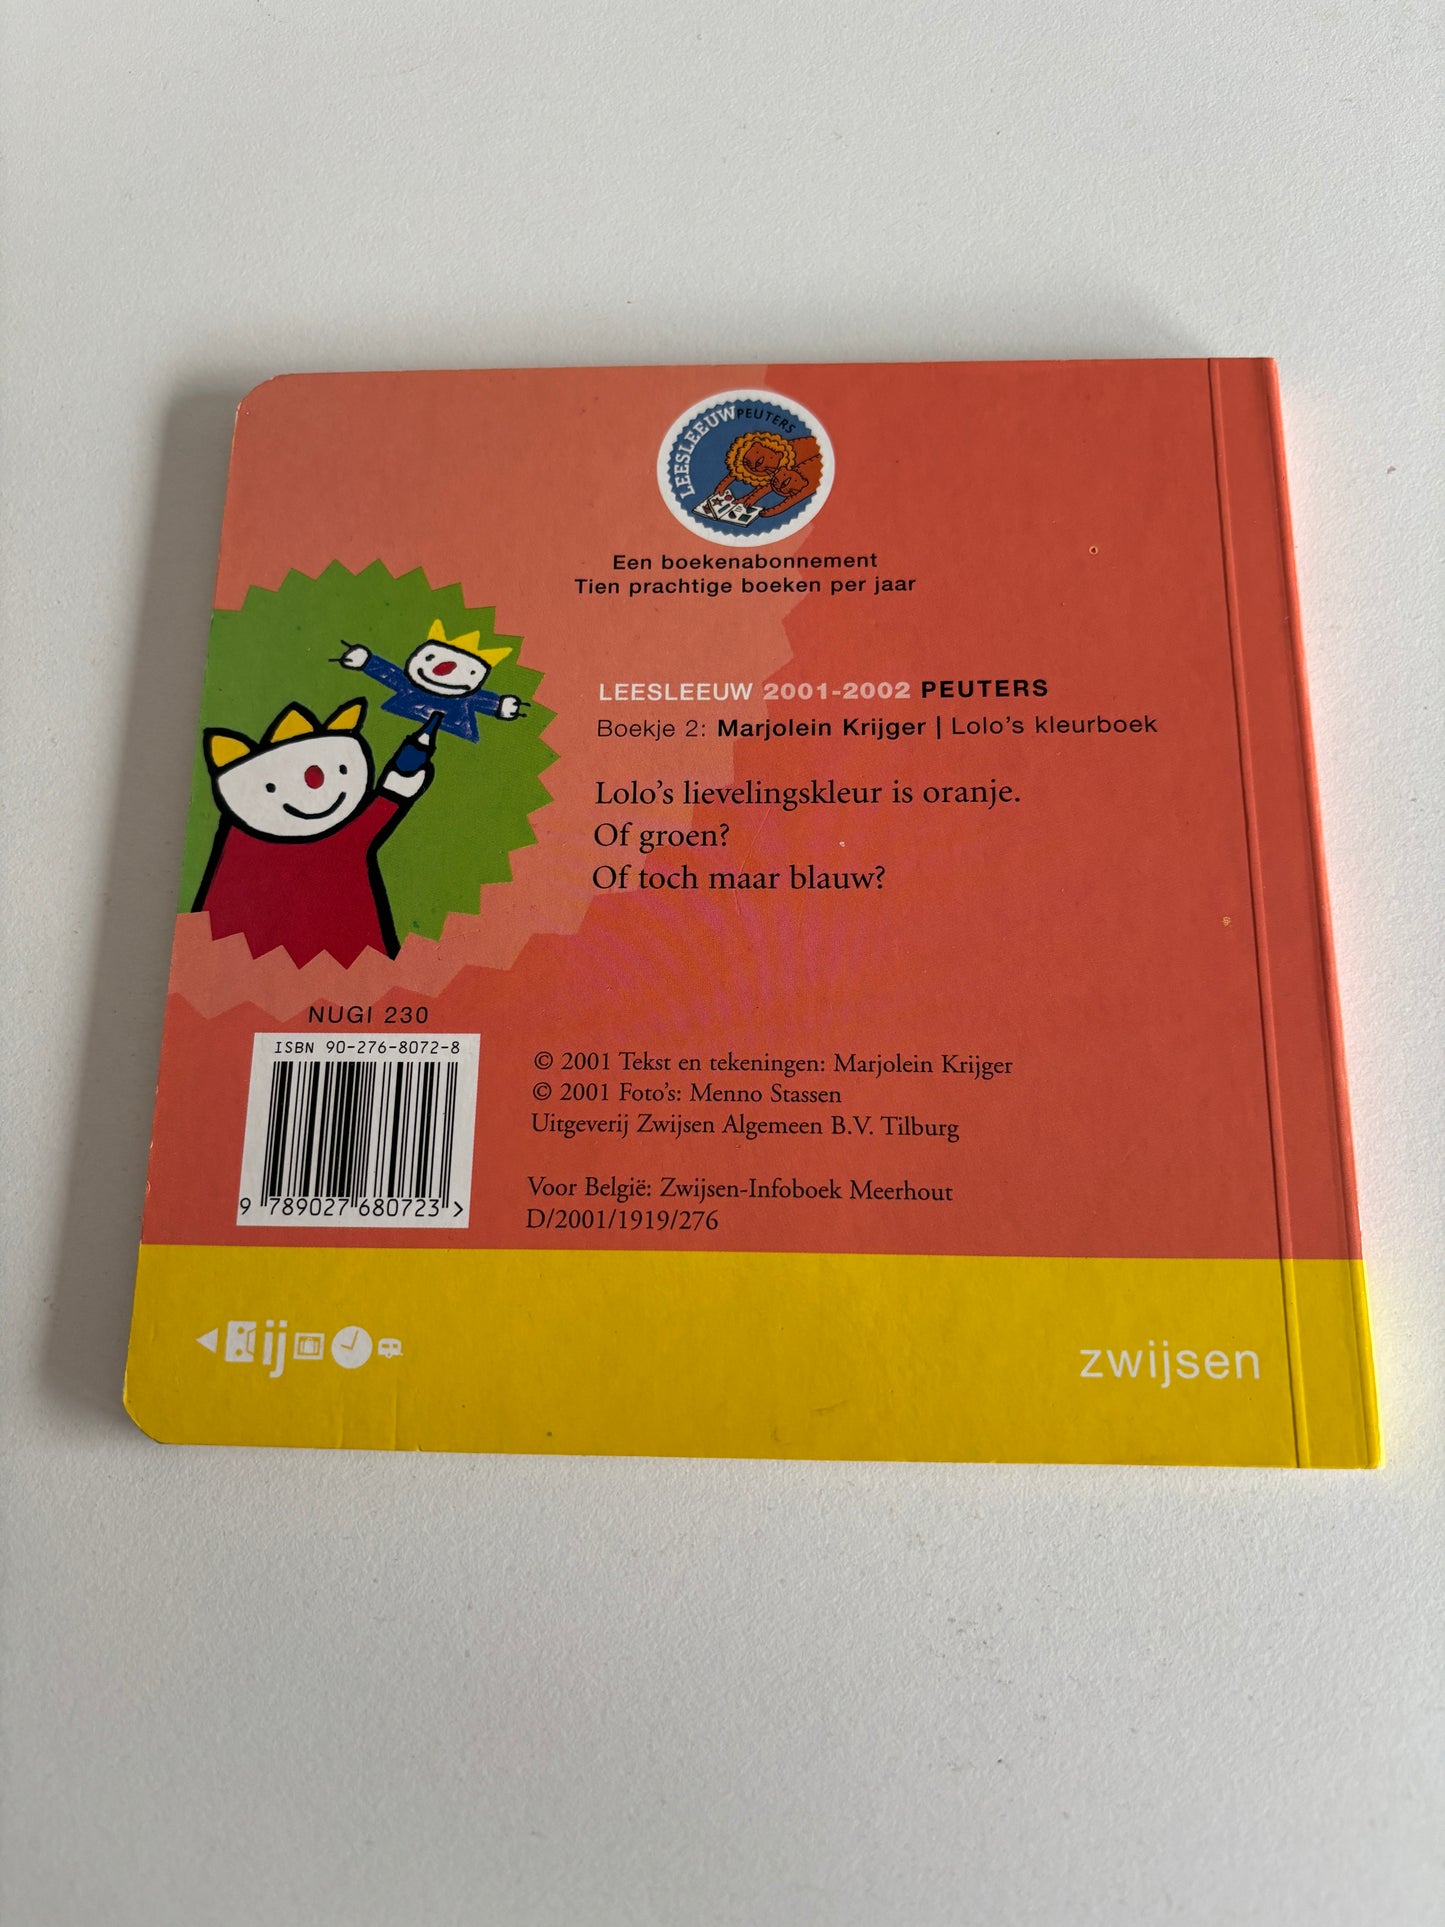 LEESLEEUW PEUTERS
Een boekenabonnement
Tien prachtige boeken per jaar
LEESLEEUW 2001-2002 PEUTERS
Boekje 2: Marjolein Krijger | Lolo's kleurboek
Lolo's lievelingskleur is oranje.
Of groen?
Of toch maar blauw?
NUGI 230
ISBN 90-276-8072-8
9 789027 680723 >
© 2001 Tekst en tekeningen: Marjolein Krijger
© 2001 Foto's: Menno Stassen
Uitgeverij Zwijsen Algemeen B.V. Tilburg
Voor België: Zwijsen-Infoboek Meerhout
D/2001/1919/276
ij
zwijsen